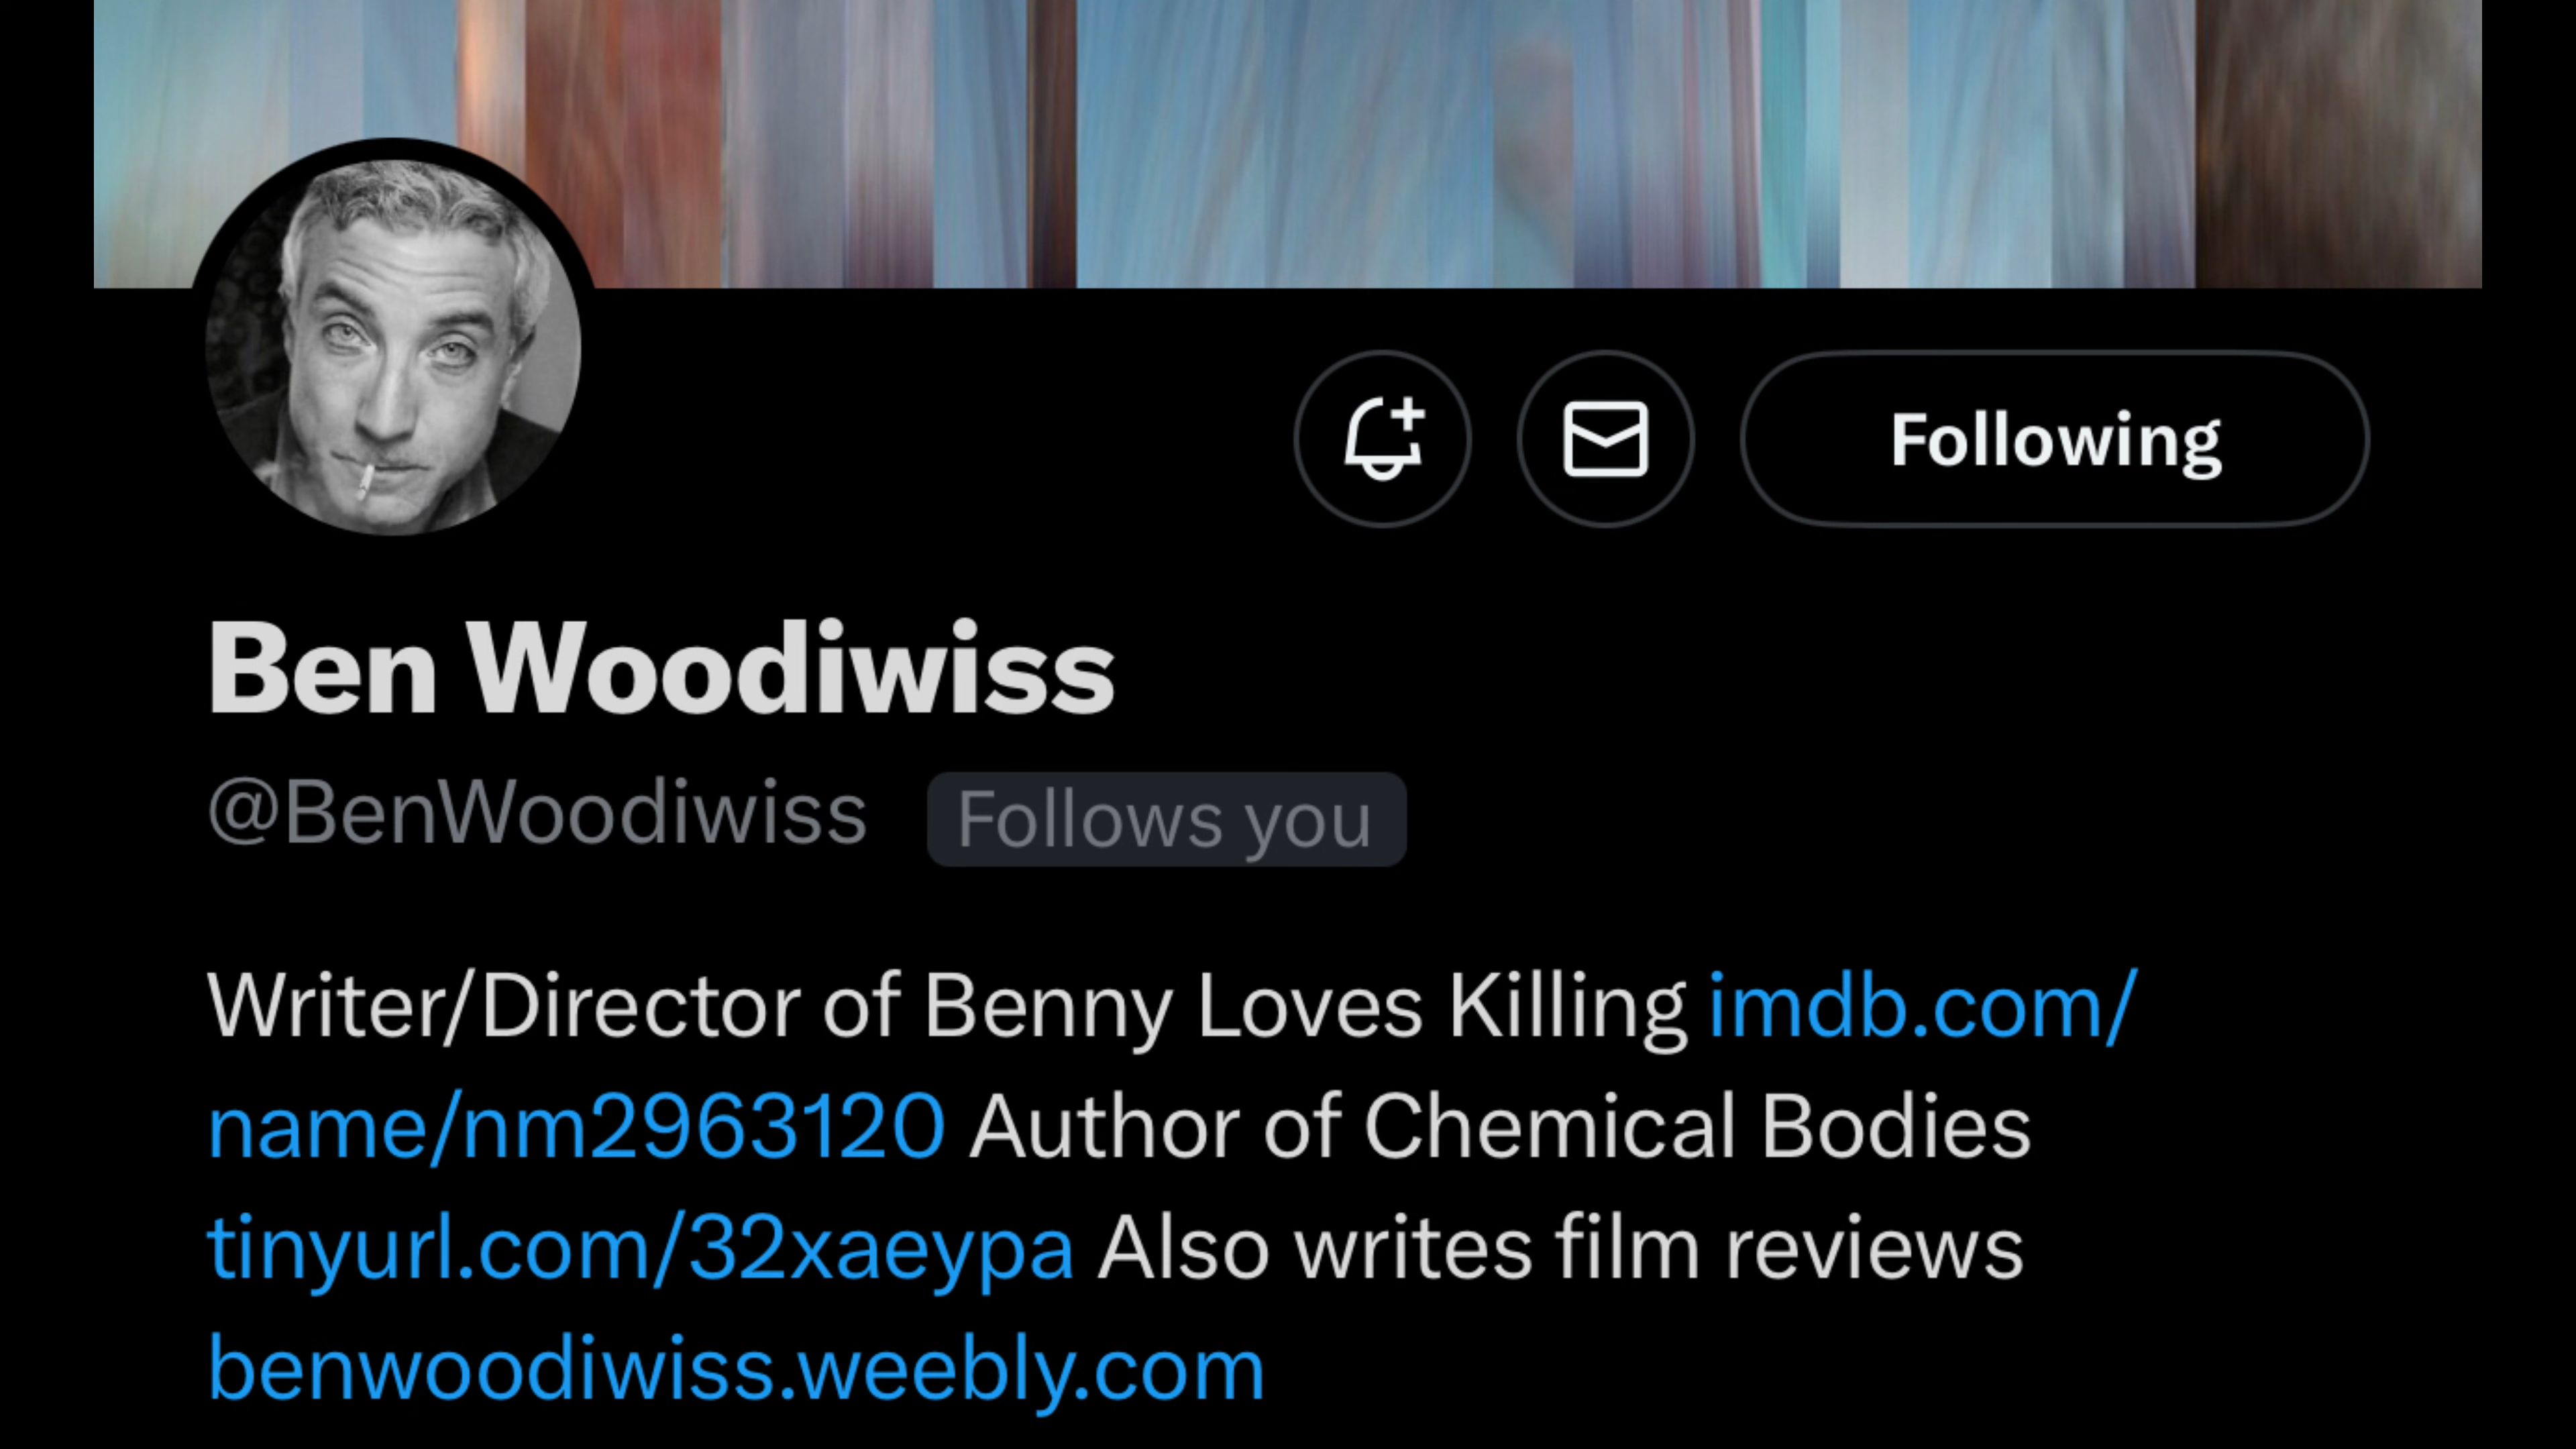 Following
Ben Woodiwiss
@BenWoodiwiss Follows you
Writer/Director of Benny Loves Killing imdb.com/
name/nm2963120 Author of Chemical Bodies
tinyurl.com/32xaeypa Also writes film reviews
benwoodiwiss.weebly.com